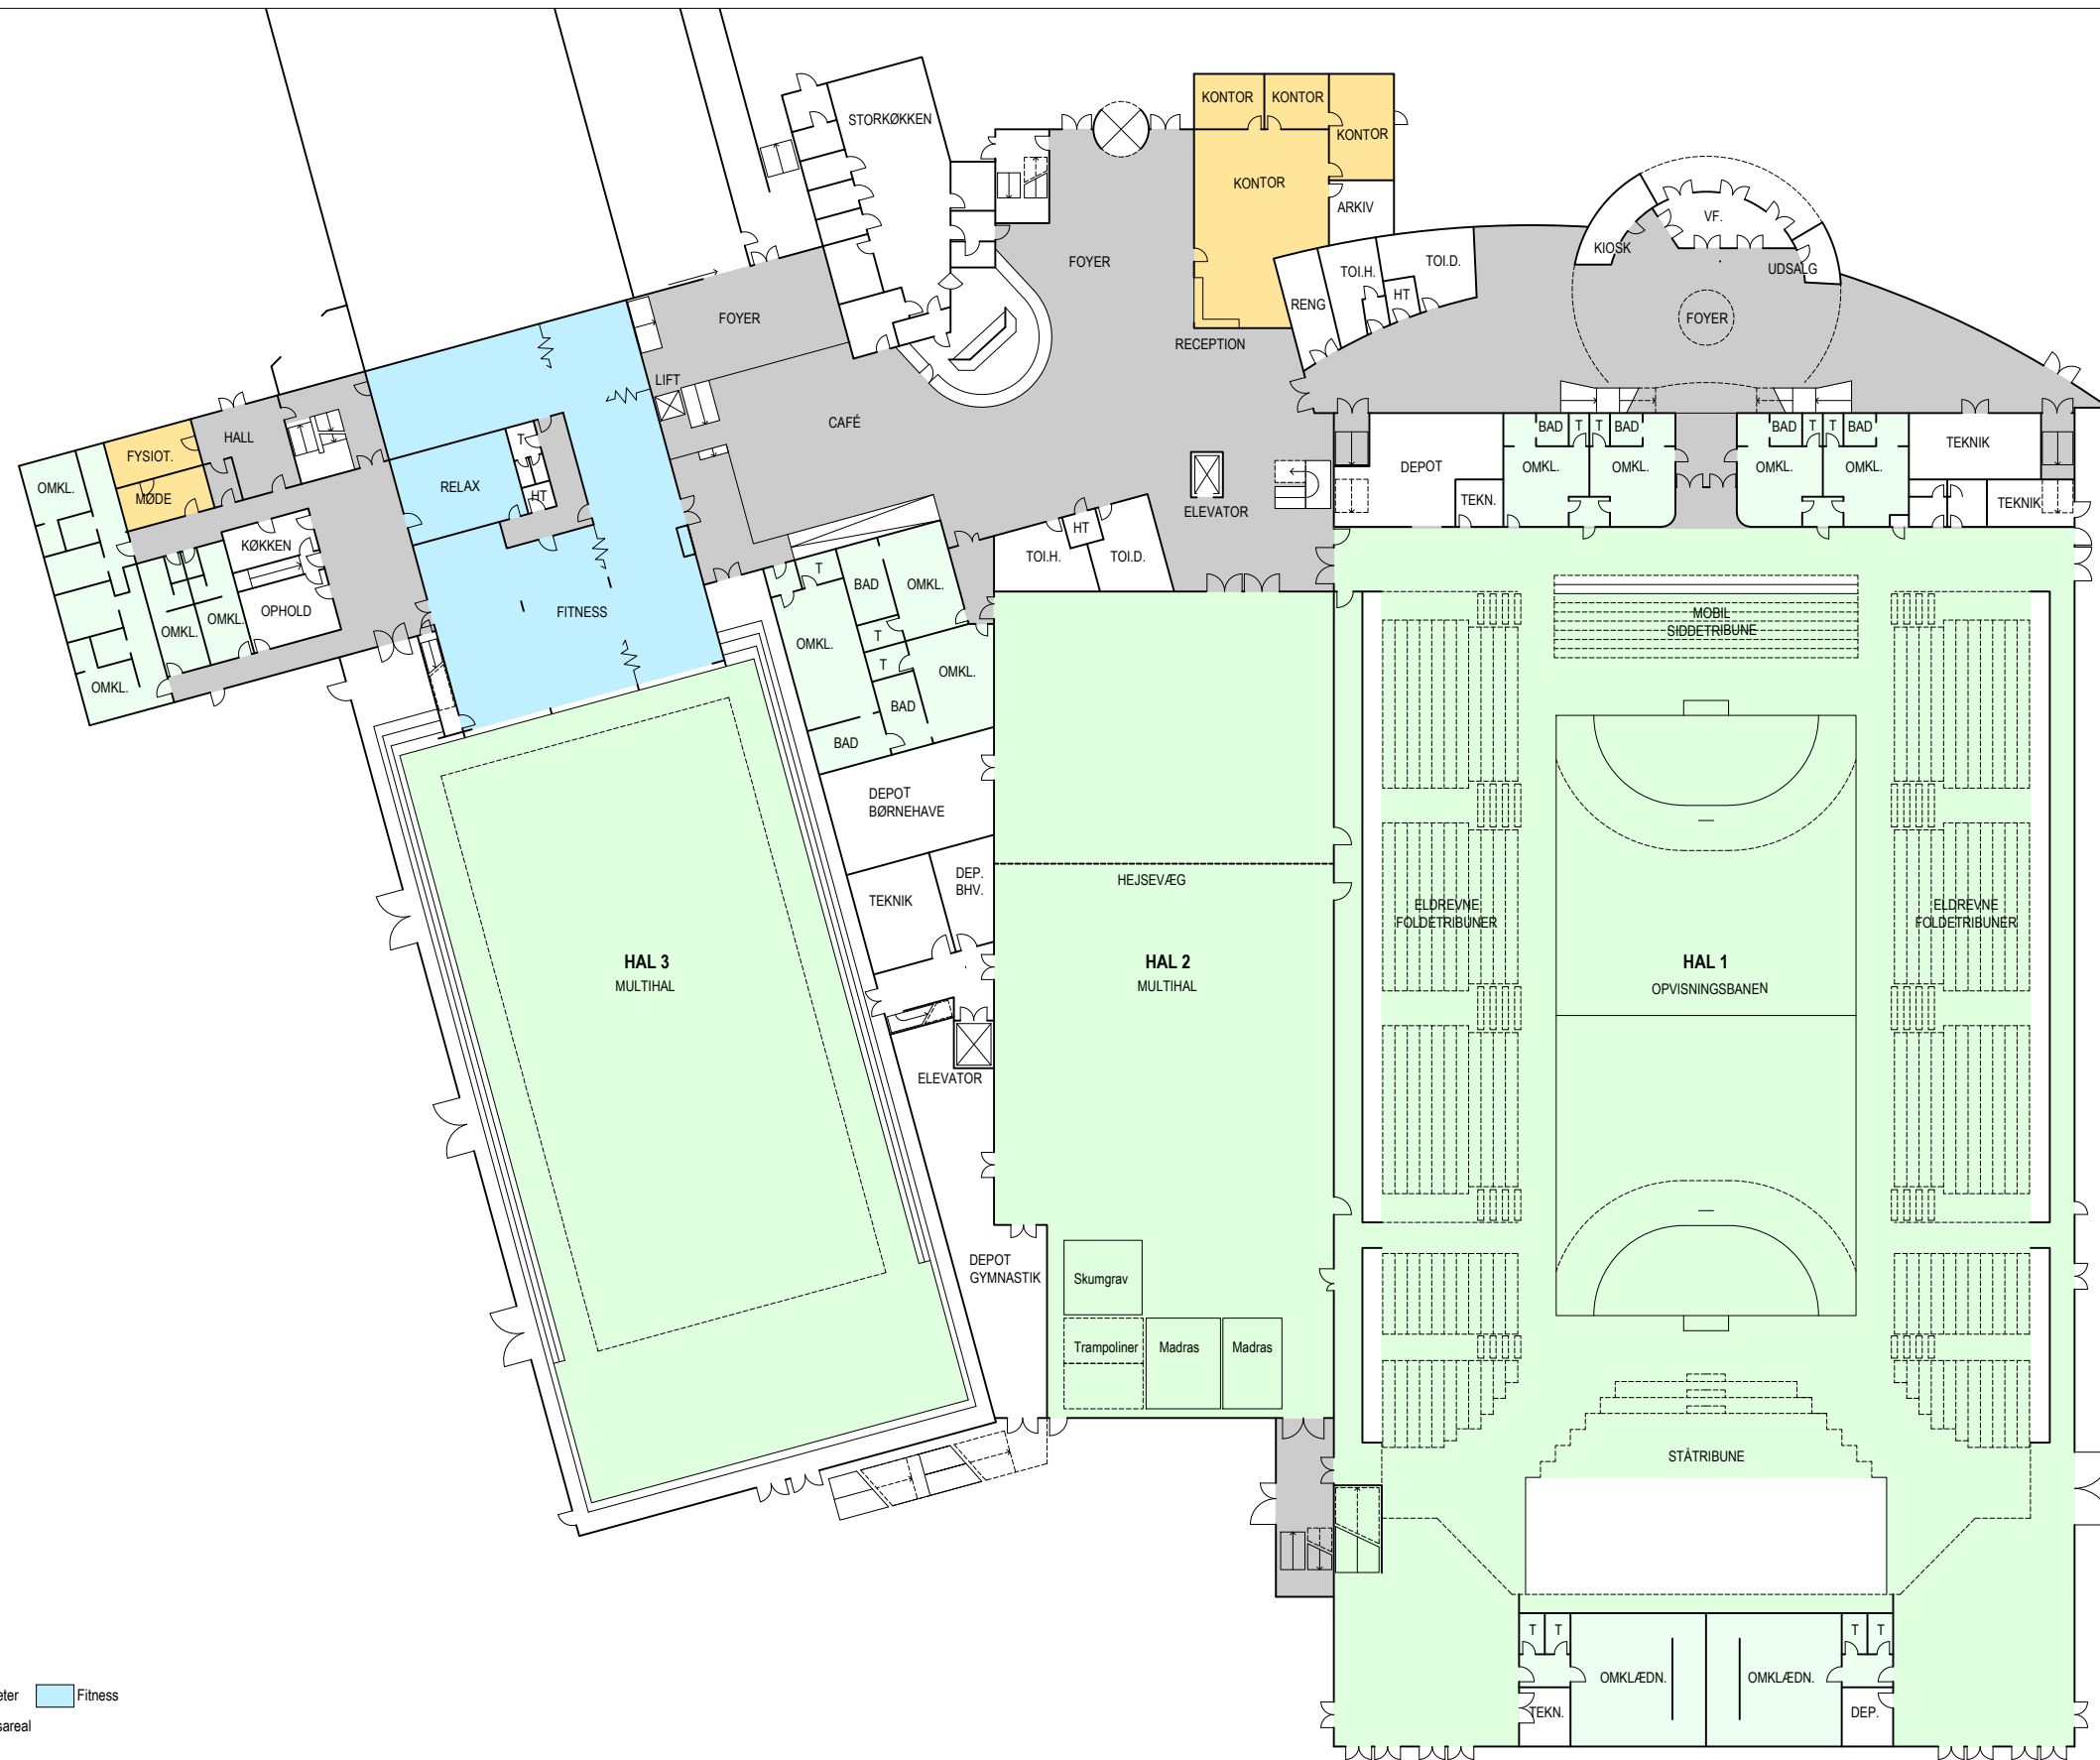 STORKØKKEN
KONTOR
KONTOR
KONTOR
KONTOR
ARKIV
FOYER
RECEPTION
RENG
TOI.H.
HT
TOI.D.
KIOSK
VF.
UDSALG
FOYER
FOYER
LIFT
CAFÉ
HALL
FYSIOT.
MØDE
OMKL.
RELAX
T
HT
KØKKEN
OPHOLD
OMKL.
OMKL.
OMKL.
FITNESS
ELEVATOR
TOI.H.
HT
TOI.D.
DEPOT
TEKN.
BAD
T
T
BAD
OMKL.
OMKL.
BAD
T
T
BAD
OMKL.
OMKL.
TEKNIK
TEKNIK
T
BAD
OMKL.
OMKL.
T
T
OMKL.
BAD
BAD
DEPOT
BØRNEHAVE
DEP.
BHV.
TEKNIK
ELEVATOR
DEPOT
GYMNASTIK
HAL 3
MULTIHAL
HEJSEVÆG
HAL 2
MULTIHAL
Skumgrav
Trampoliner
Madras
Madras
MOBIL
SIDDETRIBUNE
ELDREVNE
FOLDETRIBUNER
ELDREVNE
FOLDETRIBUNER
HAL 1
OPVISNINGSBANEN
STÅTRIBUNE
T
T
OMKLÆDN.
OMKLÆDN.
T
T
TEKN.
DEP.
eter
Fitness
sareal